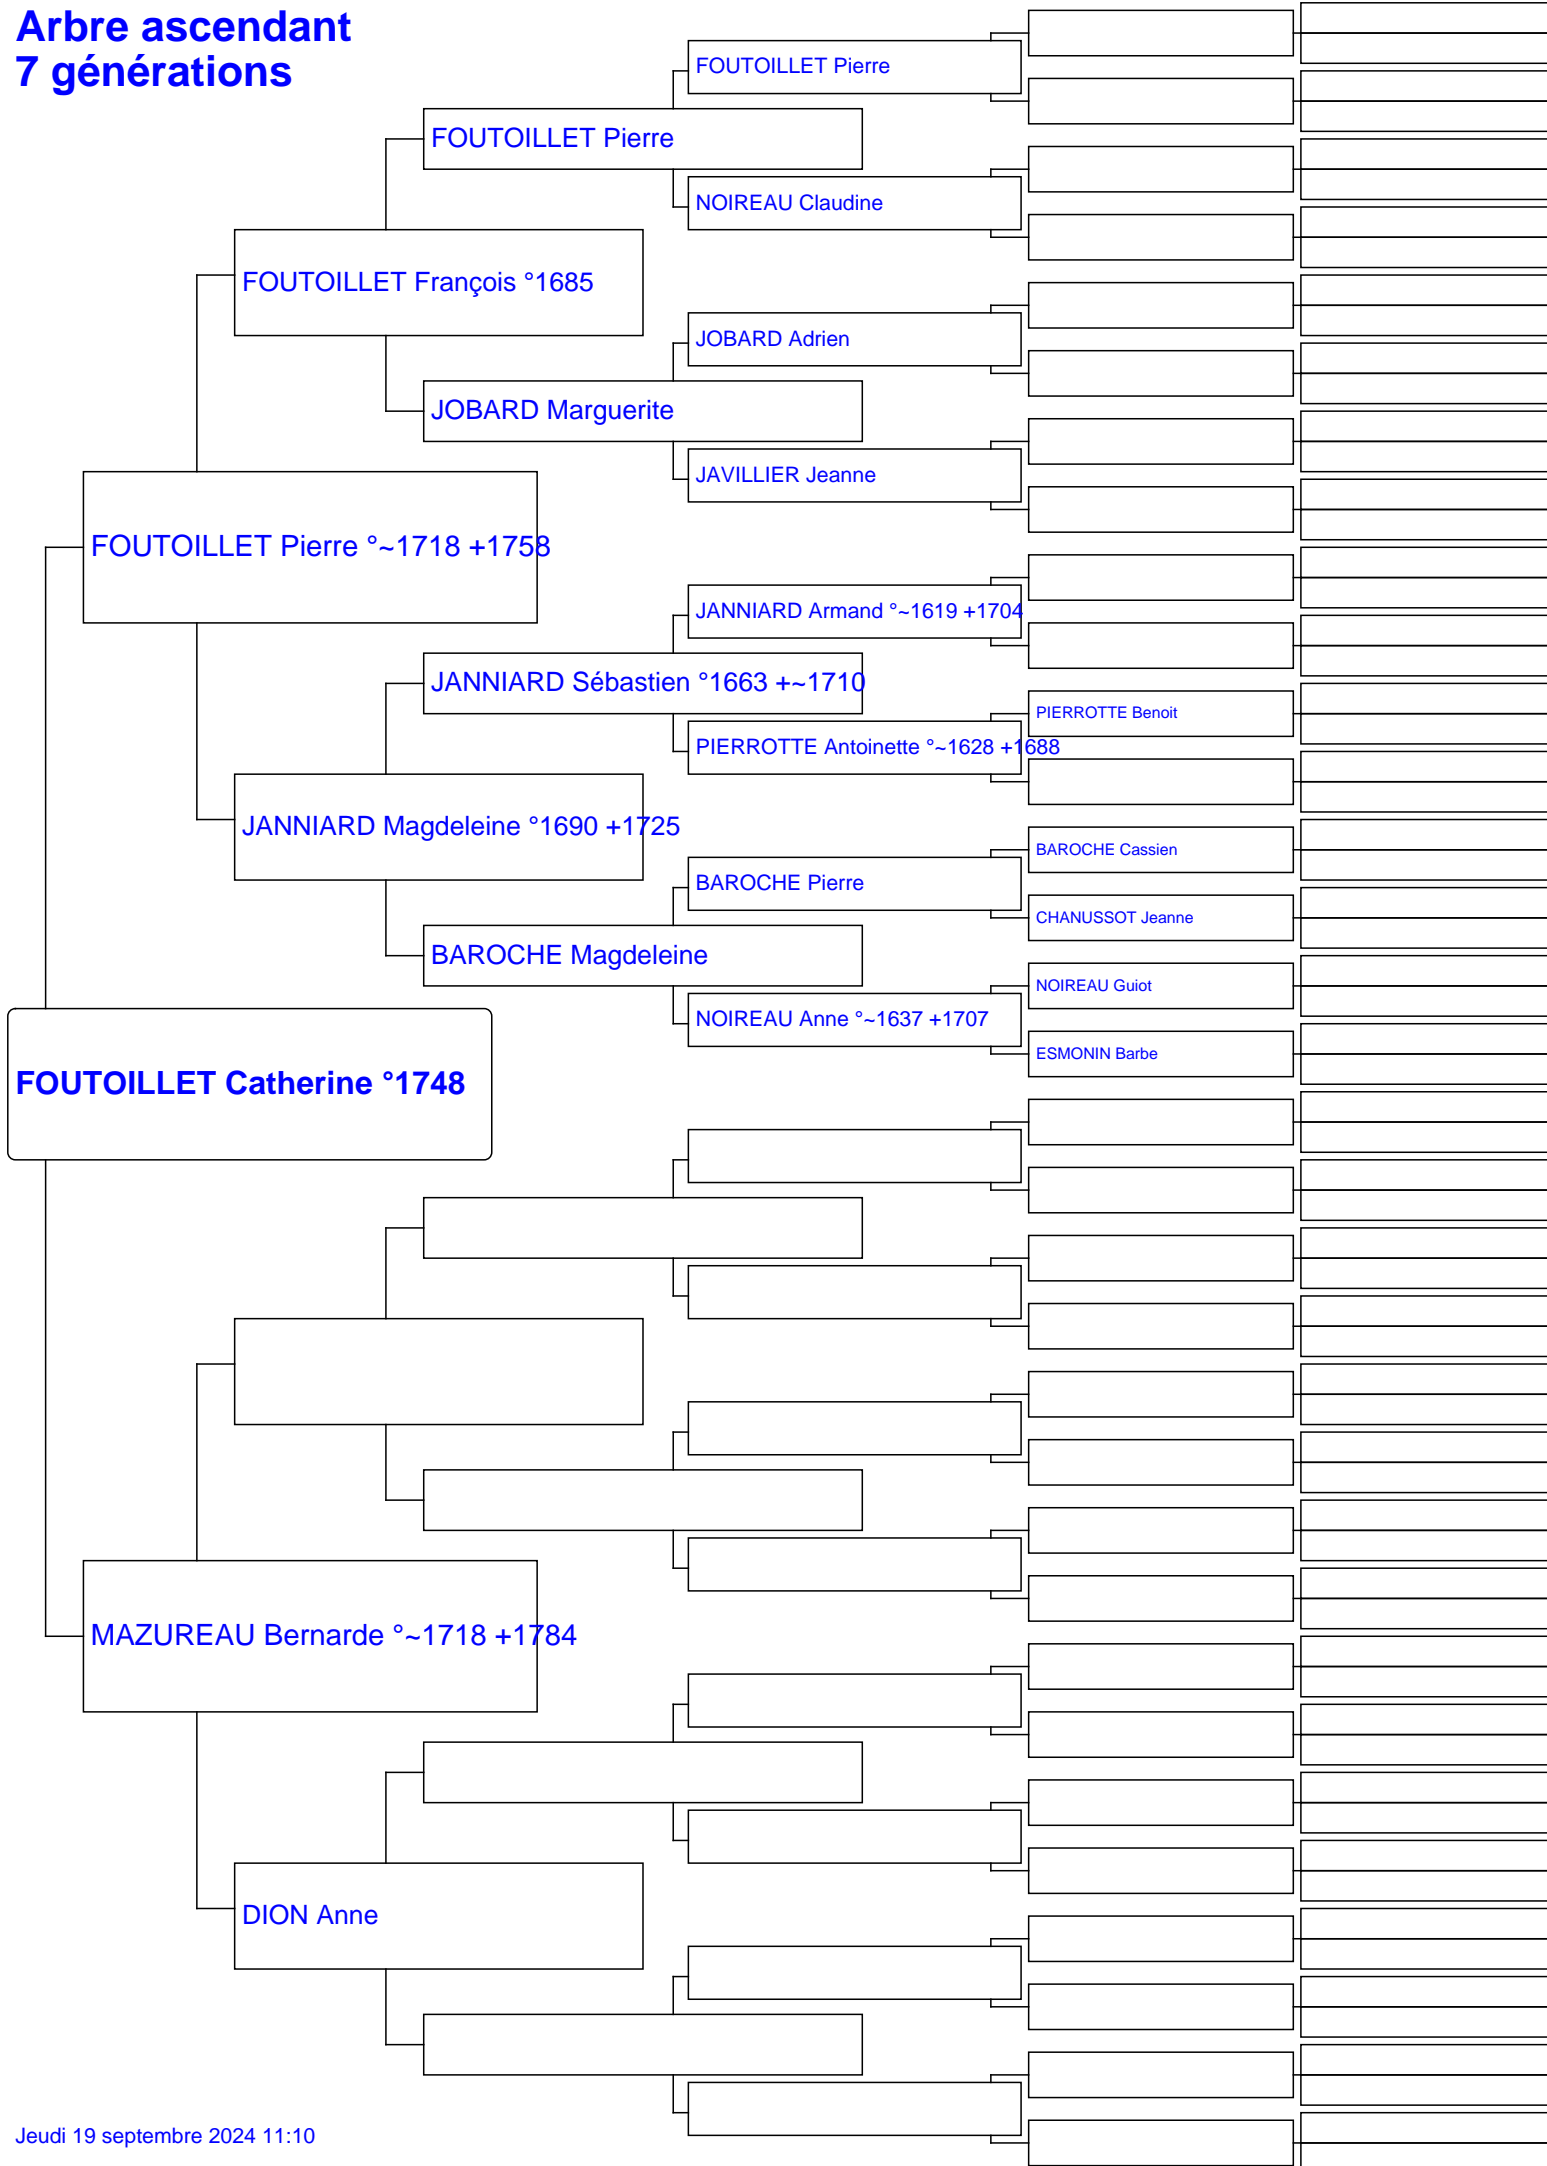 Arbre ascendant
7 générations
FOUTOILLET Pierre
FOUTOILLET Pierre
NOIREAU Claudine
FOUTOILLET François °1685
JOBARD Adrien
JOBARD Marguerite
JAVILLIER Jeanne
FOUTOILLET Pierre °~1718 +1758
JANNIARD Armand °~1619 +1704
JANNIARD Sébastien °1663 +~1710
PIERROTTE Benoit
PIERROTTE Antoinette °~1628 +1688
JANNIARD Magdeleine °1690 +1725
BAROCHE Cassien
BAROCHE Pierre
CHANUSSOT Jeanne
BAROCHE Magdeleine
NOIREAU Guiot
NOIREAU Anne °~1637 +1707
ESMONIN Barbe
FOUTOILLET Catherine °1748
MAZUREAU Bernarde °~1718 +1784
DION Anne
Jeudi 19 septembre 2024 11:10